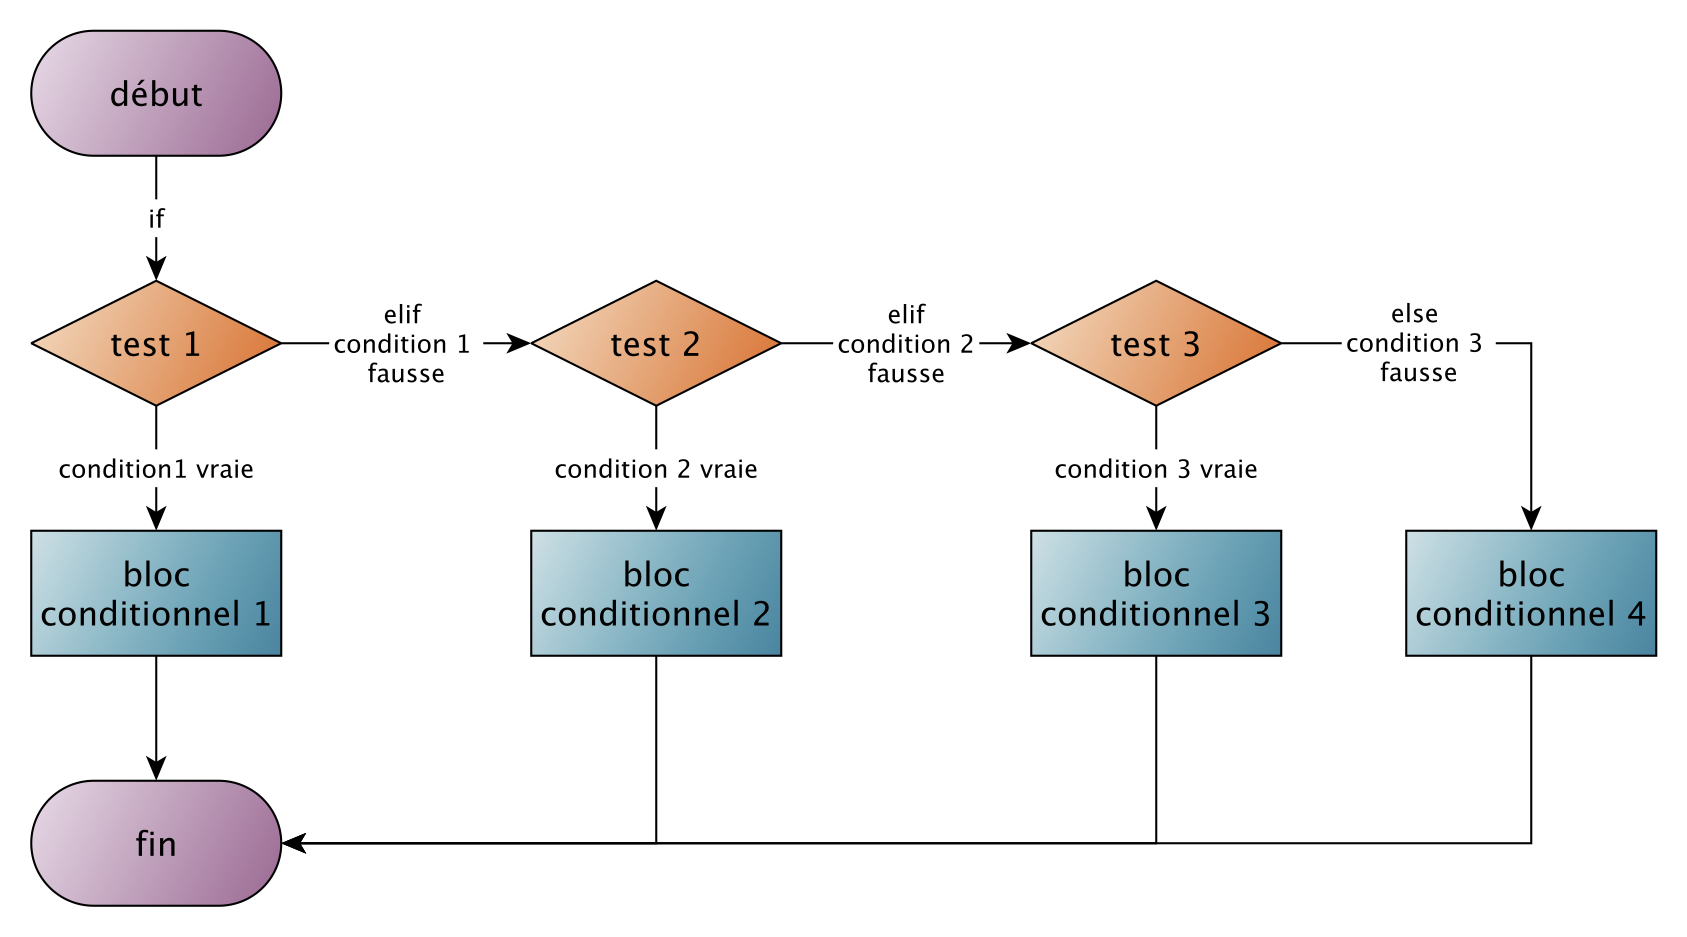 début
if
test 1
elif
condition 1
fausse
test 2
elif
condition 2
fausse
test 3
else
condition 3
fausse
condition1 vraie
condition 2 vraie
condition 3 vraie
bloc
conditionnel 1
bloc
conditionnel 2
bloc
conditionnel 3
bloc
conditionnel 4
fin